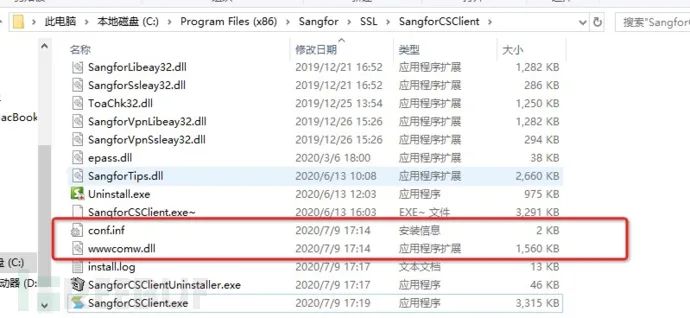 此电脑 > 本地磁盘 (C:) > Program Files (x86) > Sangfor > SSL > SangforCSClient
搜索"Sangfo
名称 修改日期 类型 大小
SangforLibeay32.dll 2019/12/21 16:52 应用程序扩展 1,282 KB
SangforSsleay32.dll 2019/12/21 16:52 应用程序扩展 286 KB
ToaChk32.dll 2019/12/25 13:54 应用程序扩展 1,250 KB
SangforVpnLibeay32.dll 2019/12/26 15:26 应用程序扩展 1,282 KB
SangforVpnSsleay32.dll 2019/12/26 15:26 应用程序扩展 294 KB
acBook
epass.dll 2020/3/6 18:00 应用程序扩展 38 KB
SangforTips.dll 2020/6/13 10:08 应用程序扩展 2,660 KB
Uninstall.exe 2020/6/13 12:03 应用程序 975 KB
SangforCSClient.exe~ 2020/6/13 16:03 EXE~ 文件 3,291 KB
conf.inf 2020/7/9 17:14 安装信息 2 KB
wwwcomw.dll 2020/7/9 17:14 应用程序扩展 1,560 KB
盘 (C:)
install.log 2020/7/9 17:17 文本文档 13 KB
动器 (D:)
SangforCSClientUninstaller.exe 2020/7/9 17:17 应用程序 46 KB
SangforCSClient.exe 2020/7/9 17:19 应用程序 3,315 KB